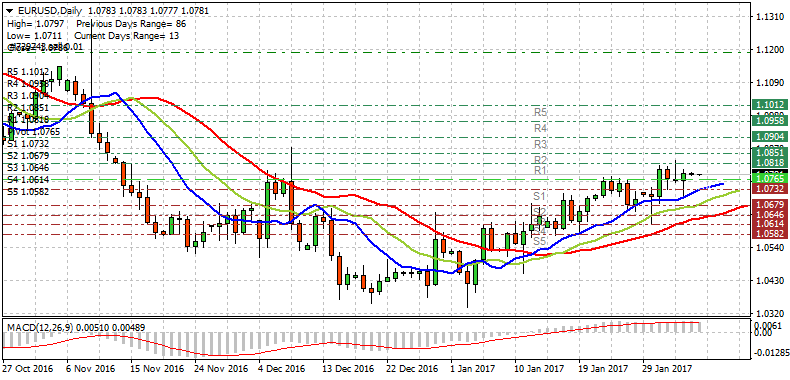 EURUSD,Daily 1.0783 1.0783 1.0777 1.0781
High= 1.0797 Previous Days Range= 86
Low= 1.0711 Current Days Range= 13
#729743 sell 0.01
R5 1.1012
R4 1.0958
R3 1.0904
R2 1.0851
R1 1.0818
Pivot 1.0765
S1 1.0732
S2 1.0679
S3 1.0646
S4 1.0614
S5 1.0582
R5
R4
R3
R2
R1
S1
S4
S5
1.1310
1.1200
1.1090
1.1012
1.0958
1.0904
1.0851
1.0818
1.0765
1.0732
1.0679
1.0646
1.0614
1.0582
1.0540
1.0430
1.0320
MACD(12,26,9) 0.00510 0.00489
0.0061
0.00
-0.01285
27 Oct 2016
6 Nov 2016
15 Nov 2016
24 Nov 2016
4 Dec 2016
13 Dec 2016
22 Dec 2016
1 Jan 2017
10 Jan 2017
19 Jan 2017
29 Jan 2017